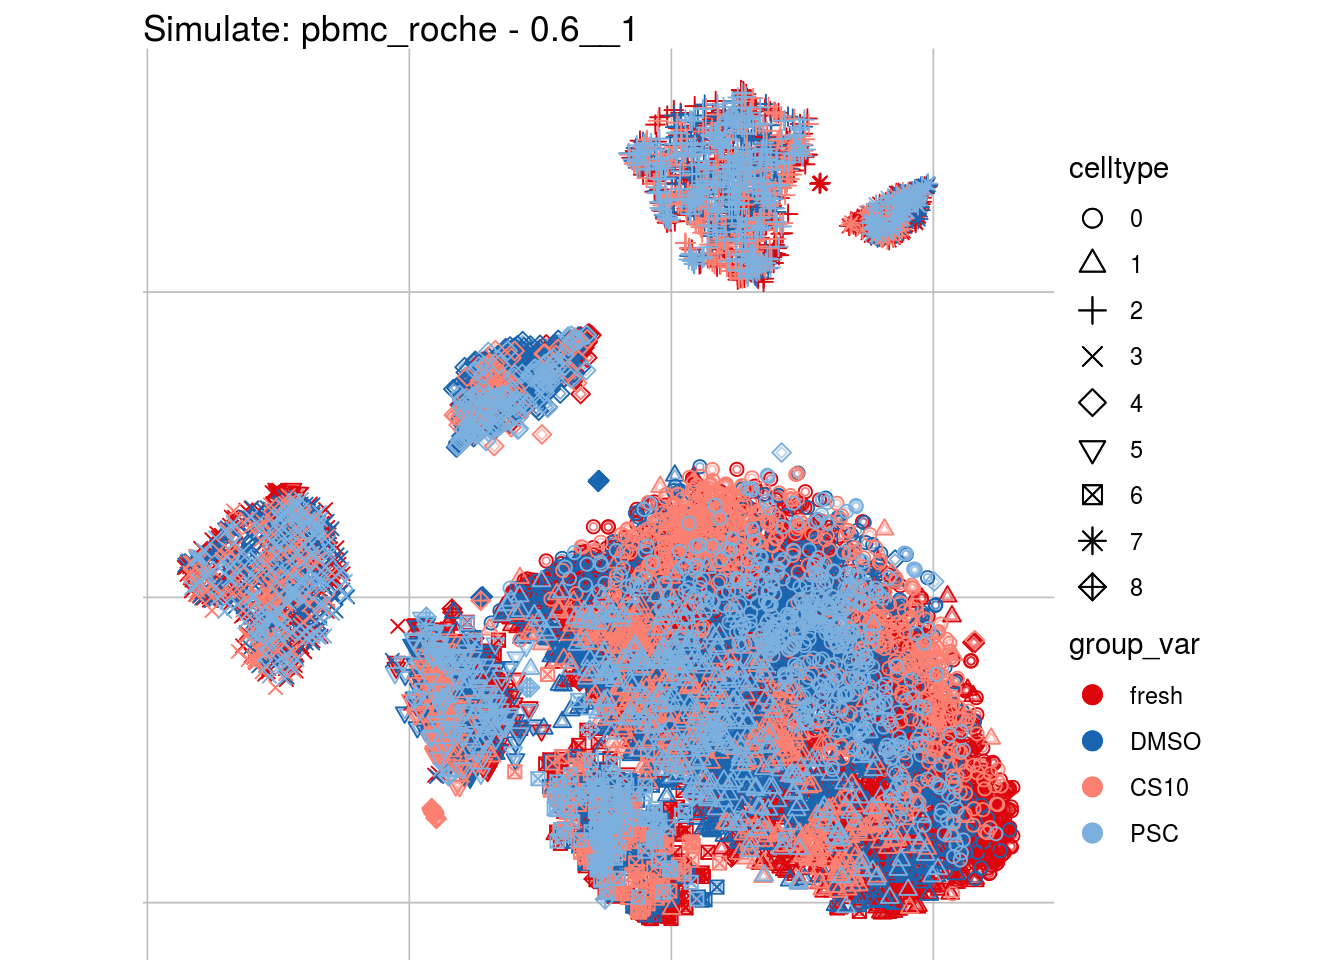 Simulate: pbmc_roche - 0.6__1
celltype
0
1
2
3
4
5
6
7
8
group_var
fresh
DMSO
CS10
PSC